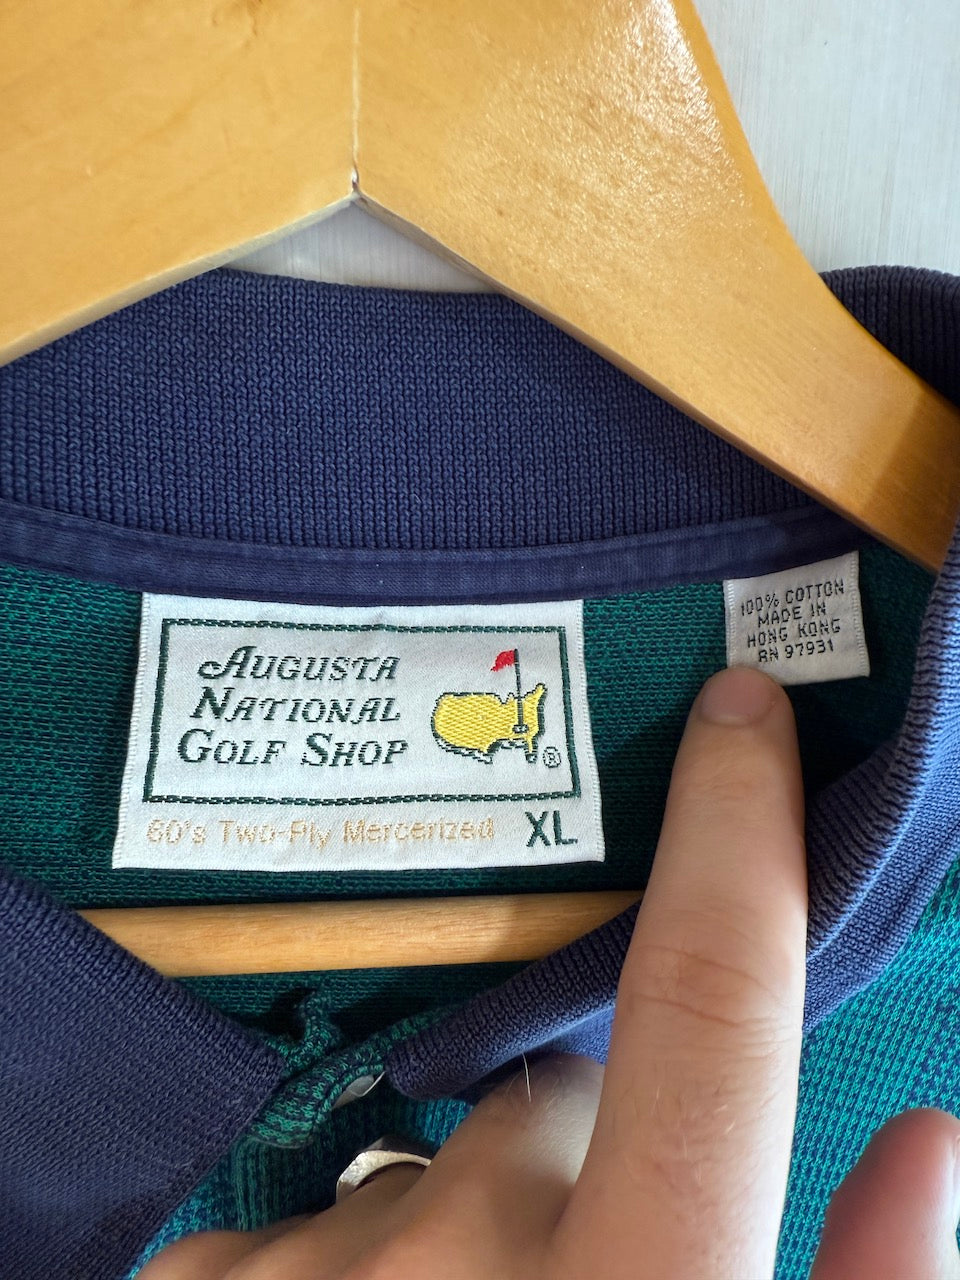 AUGUSTA
NATIONAL
GOLF SHOP
®
60's Two-Ply Mercerized XL
100% COTTON
MADE IN
HONG KONG
RN 97931